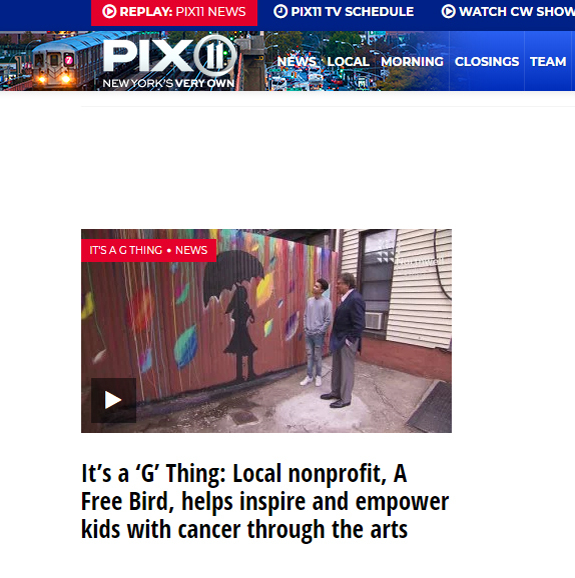 REPLAY: PIX11 NEWS
PIX11 TV SCHEDULE
WATCH CW SHOW
PIX11
NEW YORK'S VERY OWN
NEWS LOCAL MORNING CLOSINGS TEAM
IT'S A G THING • NEWS
It's a ‘G’ Thing: Local nonprofit, A
Free Bird, helps inspire and empower
kids with cancer through the arts